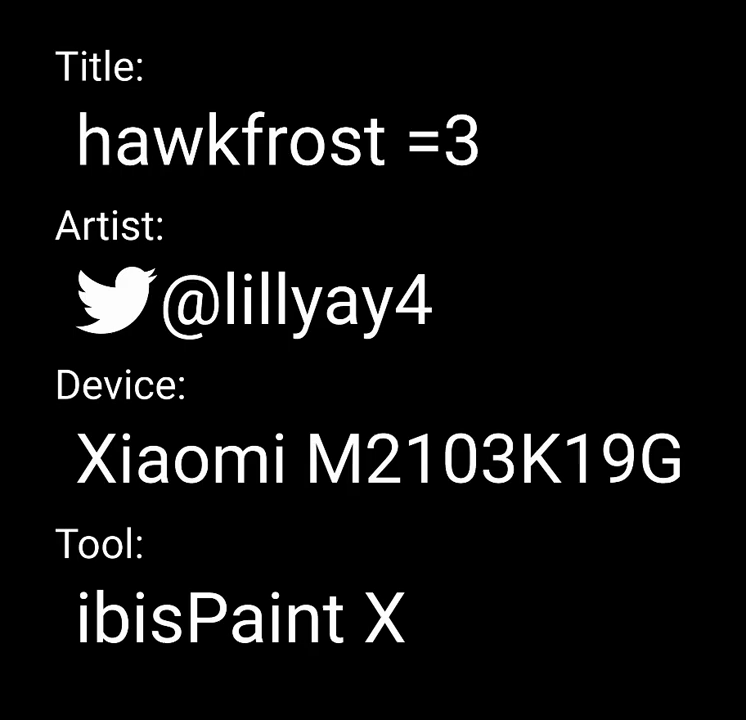 Title:
hawkfrost =3
Artist:
@lillyay4
Device:
Xiaomi M2103K19G
Tool:
ibisPaint X